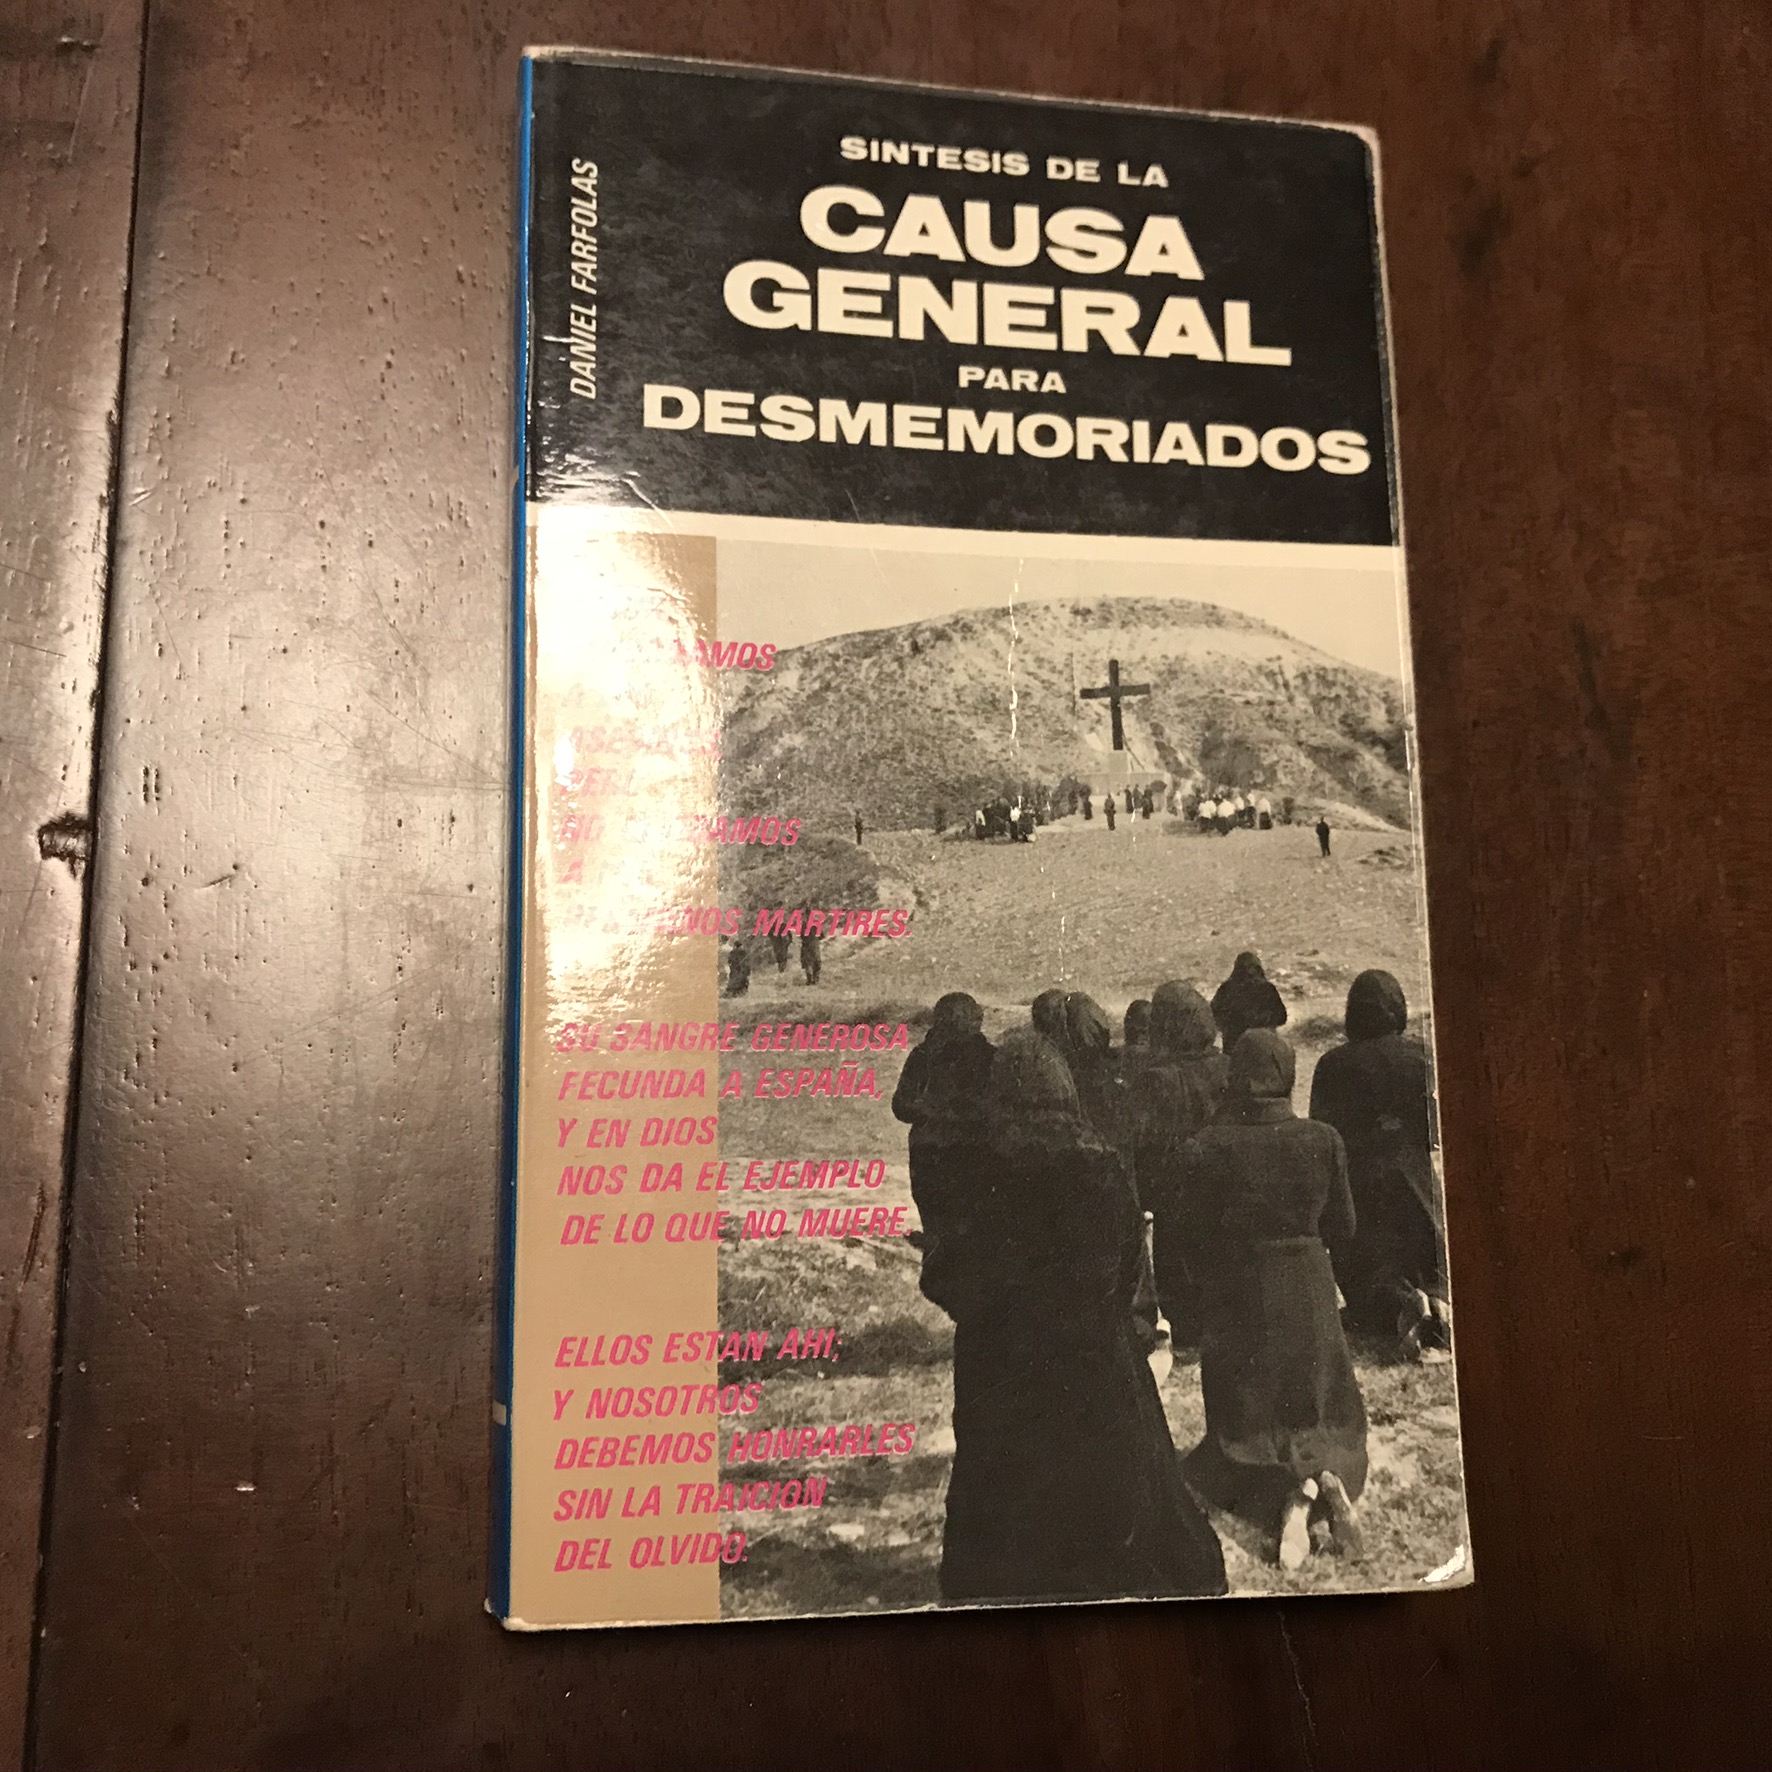 DANIEL FARFOLAS
SINTESIS DE LA
CAUSA
GENERAL
PARA
DESMEMORIADOS
MARTIRES.
SU SANGRE GENEROSA
FECUNDA A ESPAÑA,
Y EN DIOS
NOS DA EL EJEMPLO
DE LO QUE NO MUERE.
ELLOS ESTAN AHI;
Y NOSOTROS
DEBEMOS HONRARLES
SIN LA TRAICION
DEL OLVIDO.